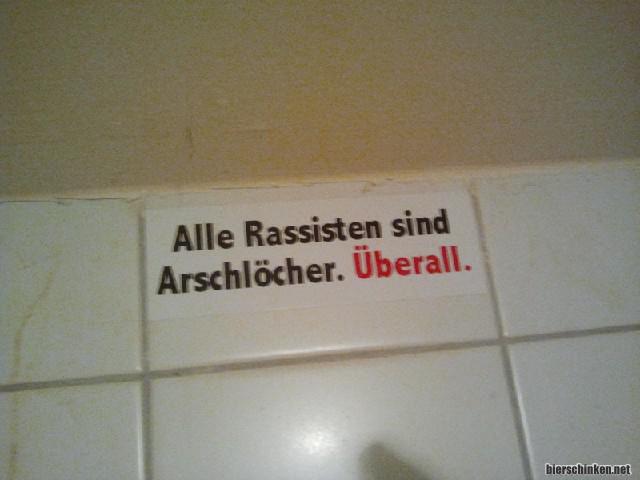 Alle Rassisten sind
Arschlöcher. Überall.
bierschinken.net